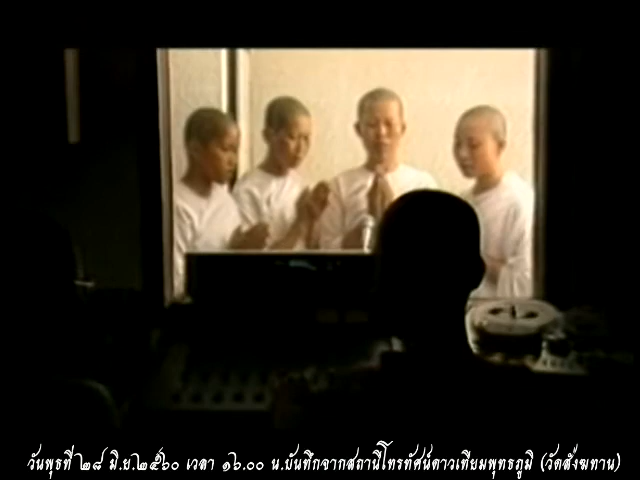 วันพุธที่ ๒๘ มิ.ย.๒๕๖๐ เวลา ๑๖.๐๐ น.บันทึกจากสถานีโทรทัศน์ดาวเทียมพุทธภูมิ (วัดสังฆทาน)